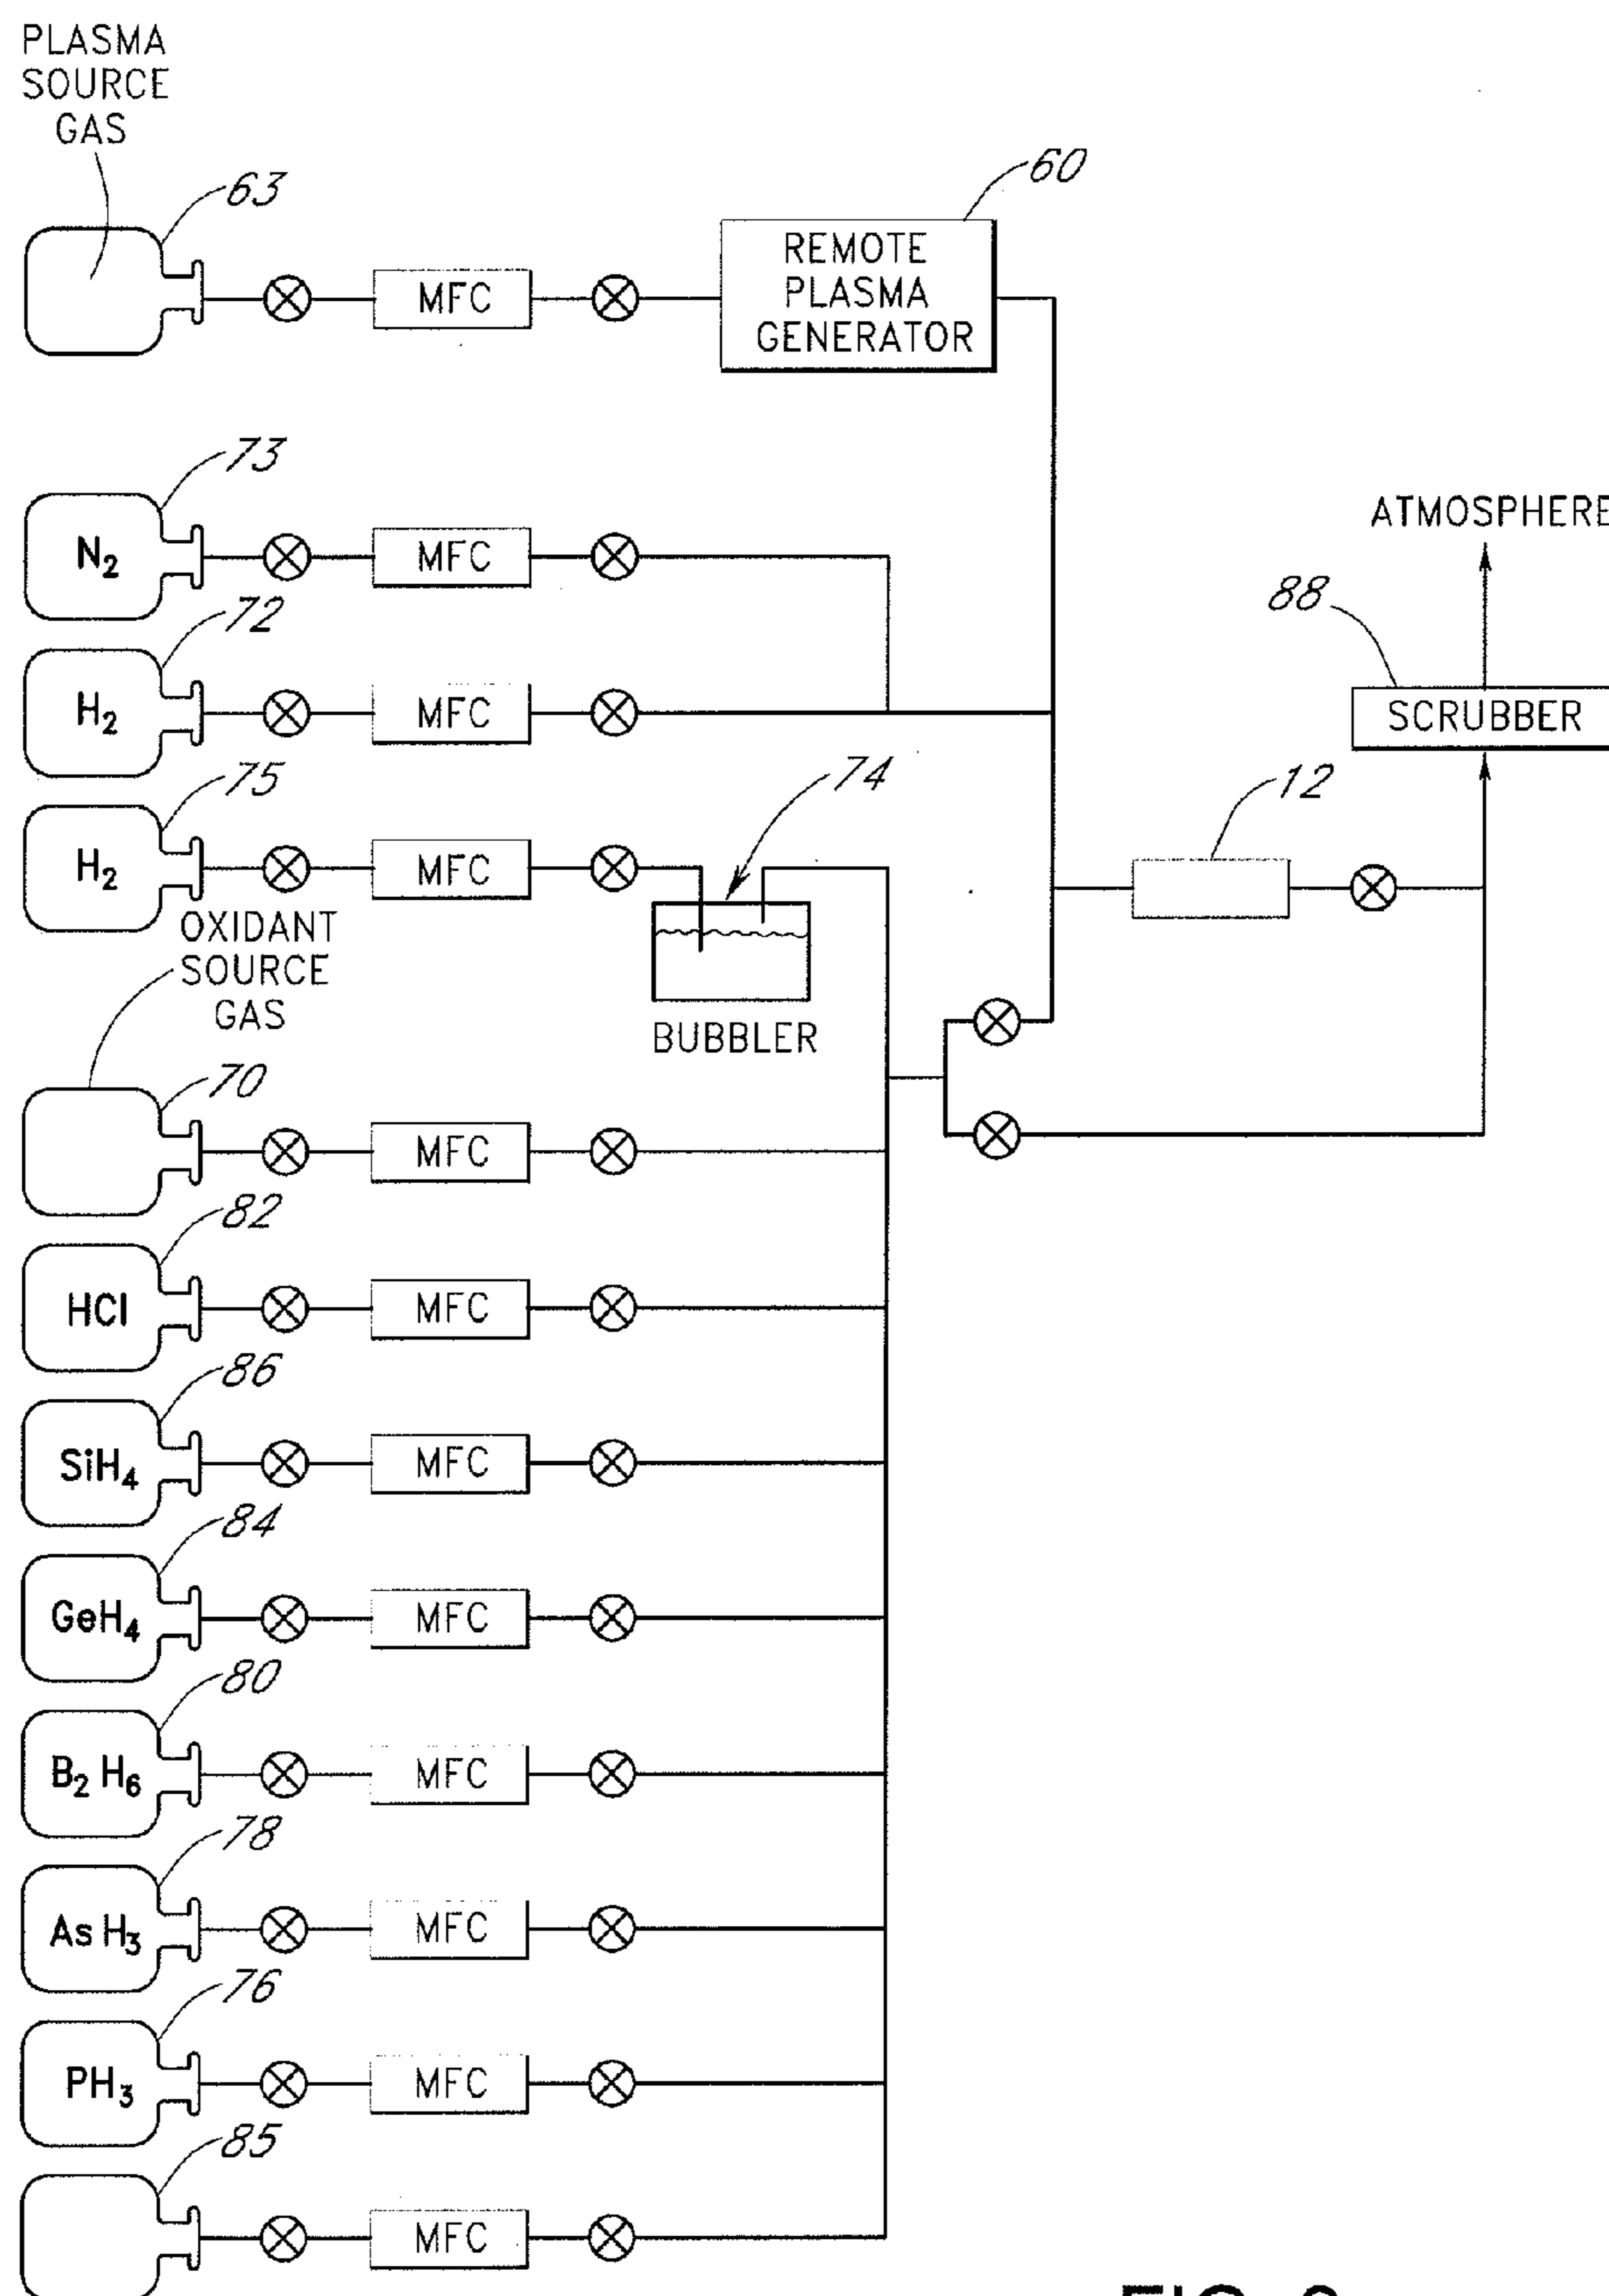 PLASMA
SOURCE
GAS
63
60
REMOTE
PLASMA
GENERATOR
MFC
73
N2
MFC
ATMOSPHERE
88
72
H2
MFC
SCRUBBER
75
74
12
H2
MFC
OXIDANT
SOURCE
GAS
BUBBLER
70
MFC
82
HCl
MFC
86
SiH4
MFC
84
GeH4
MFC
80
B2 H6
MFC
78
As H3
MFC
76
PH3
MFC
85
MFC